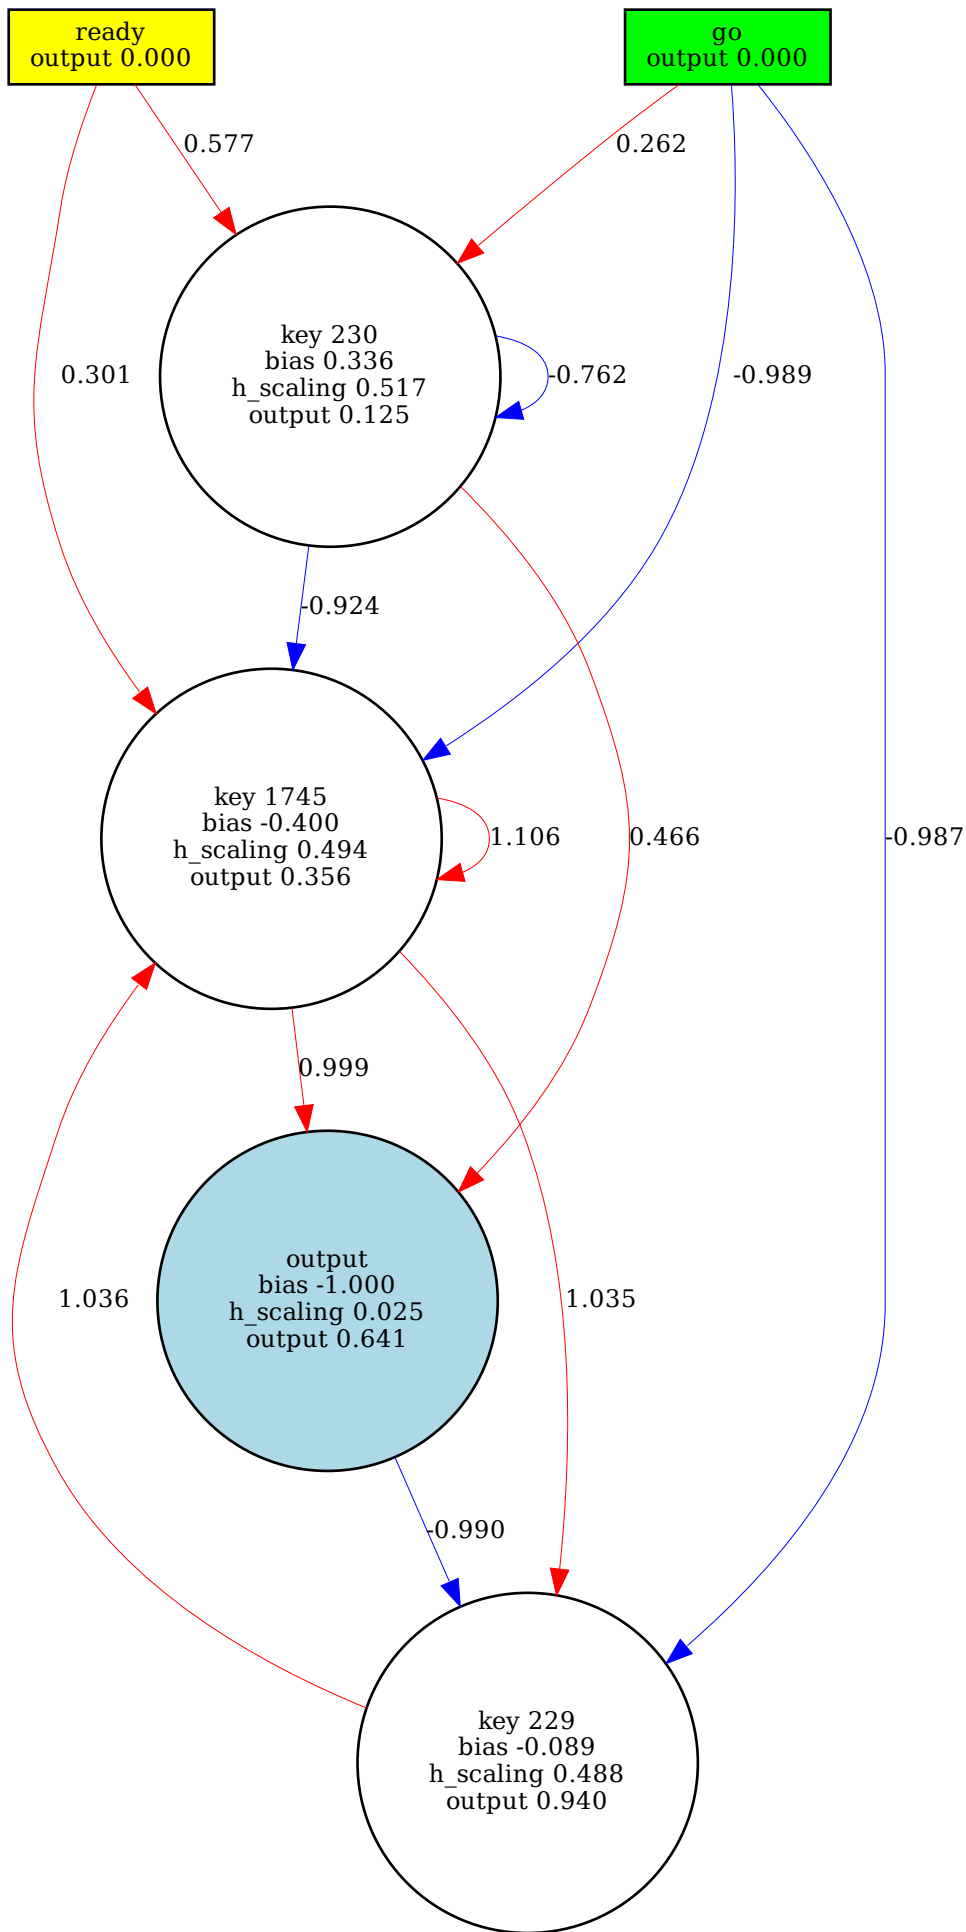 ready
output 0.000
go
output 0.000
0.577
0.262
key 230
bias 0.336
h_scaling 0.517
output 0.125
0.301
-0.762
-0.989
-0.924
key 1745
bias -0.400
h_scaling 0.494
output 0.356
1.106
0.466
-0.987
0.999
output
bias -1.000
h_scaling 0.025
output 0.641
1.036
1.035
-0.990
key 229
bias -0.089
h_scaling 0.488
output 0.940